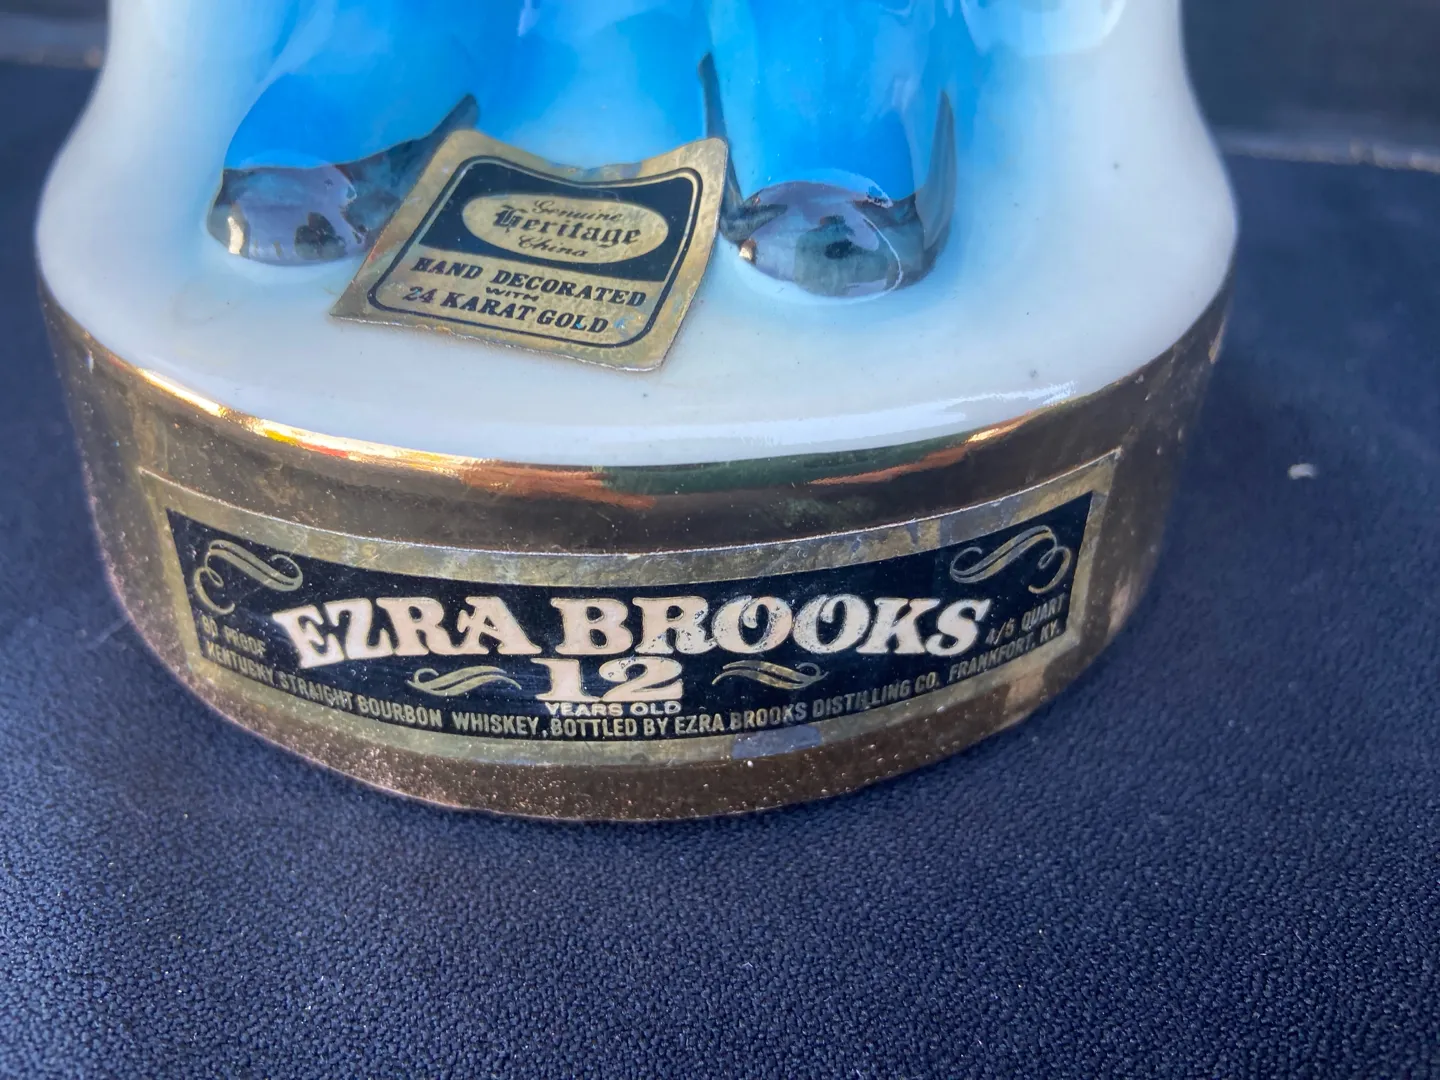 Genuine
Heritage
China
HAND DECORATED
WITH
24 KARAT GOLD
EZRA BROOKS
12
YEARS OLD
90 PROOF
4/5 QUART
KENTUCKY STRAIGHT BOURBON WHISKEY, BOTTLED BY EZRA BROOKS DISTILLING CO. FRANKFORT, KY.